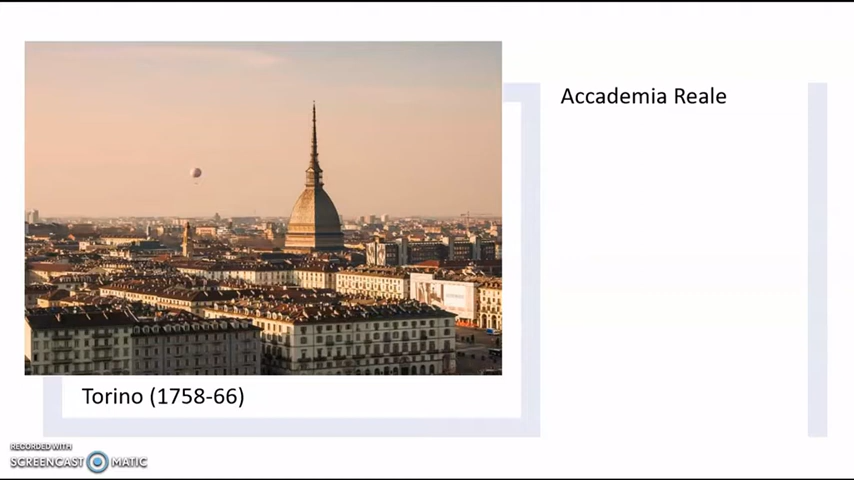 Accademia Reale
Torino (1758-66)
RECORDED WITH
SCREENCAST MATIC